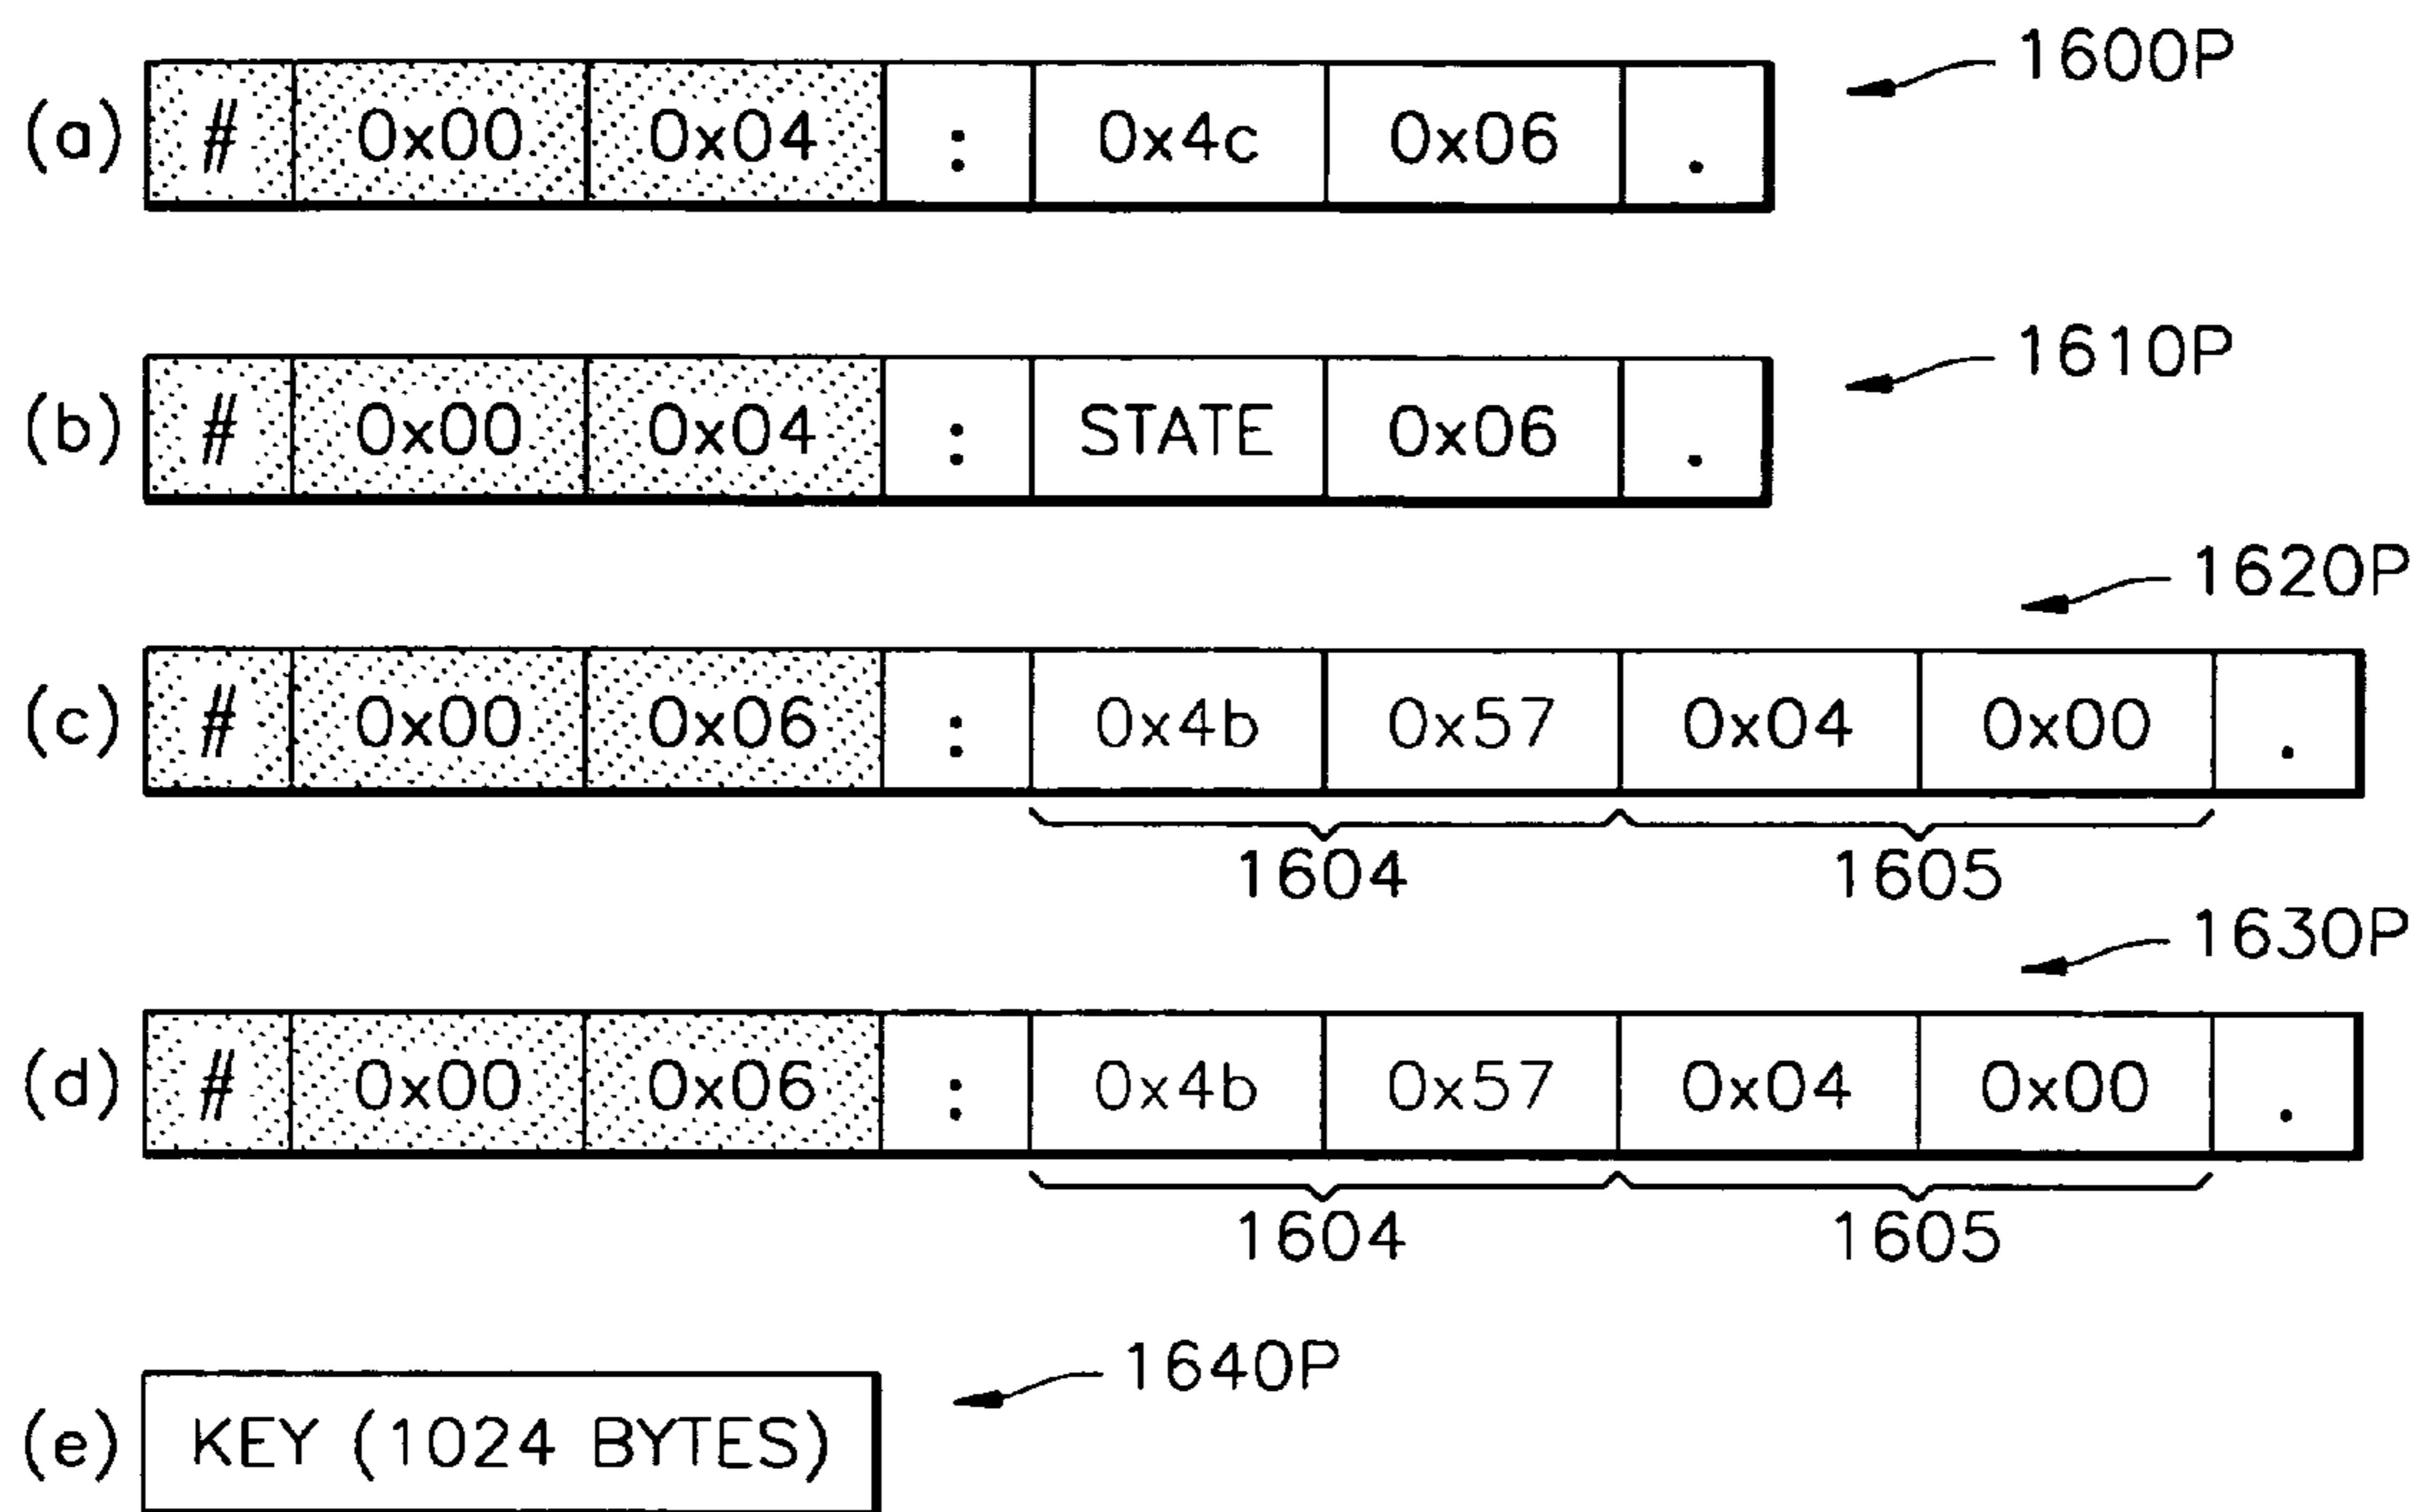 1600P
(a) # 0x00 0x04 : 0x4c 0x06 .
1610P
(b) # 0x00 0x04 : STATE 0x06 .
1620P
(c) # 0x00 0x06 : 0x4b 0x57 0x04 0x00 .
1604 1605
1630P
(d) # 0x00 0x06 : 0x4b 0x57 0x04 0x00 .
1604 1605
1640P
(e) KEY (1024 BYTES)